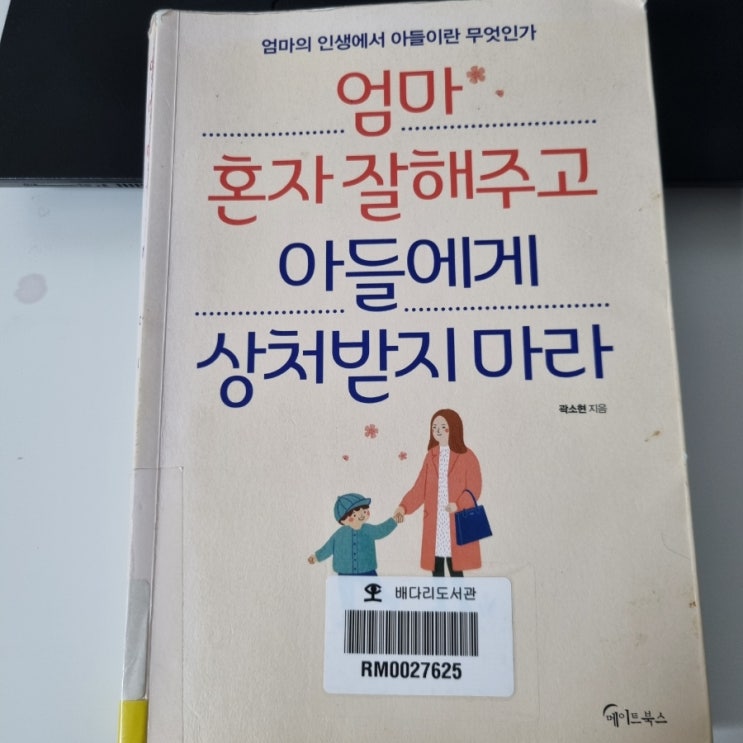 엄마의 인생에서 아들이란 무엇인가
엄마
혼자 잘해주고
아들에게
상처받지 마라
곽소현 지음
배다리도서관
RM0027625
메이트북스